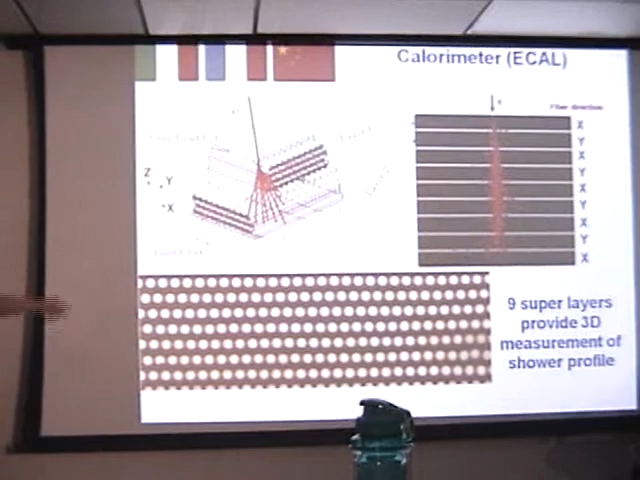 Calorimeter (ECAL)
Fiber direction
X
Y
X
Y
X
Y
X
Y
X
Z
Y
X
9 super layers
provide 3D
measurement of
shower profile